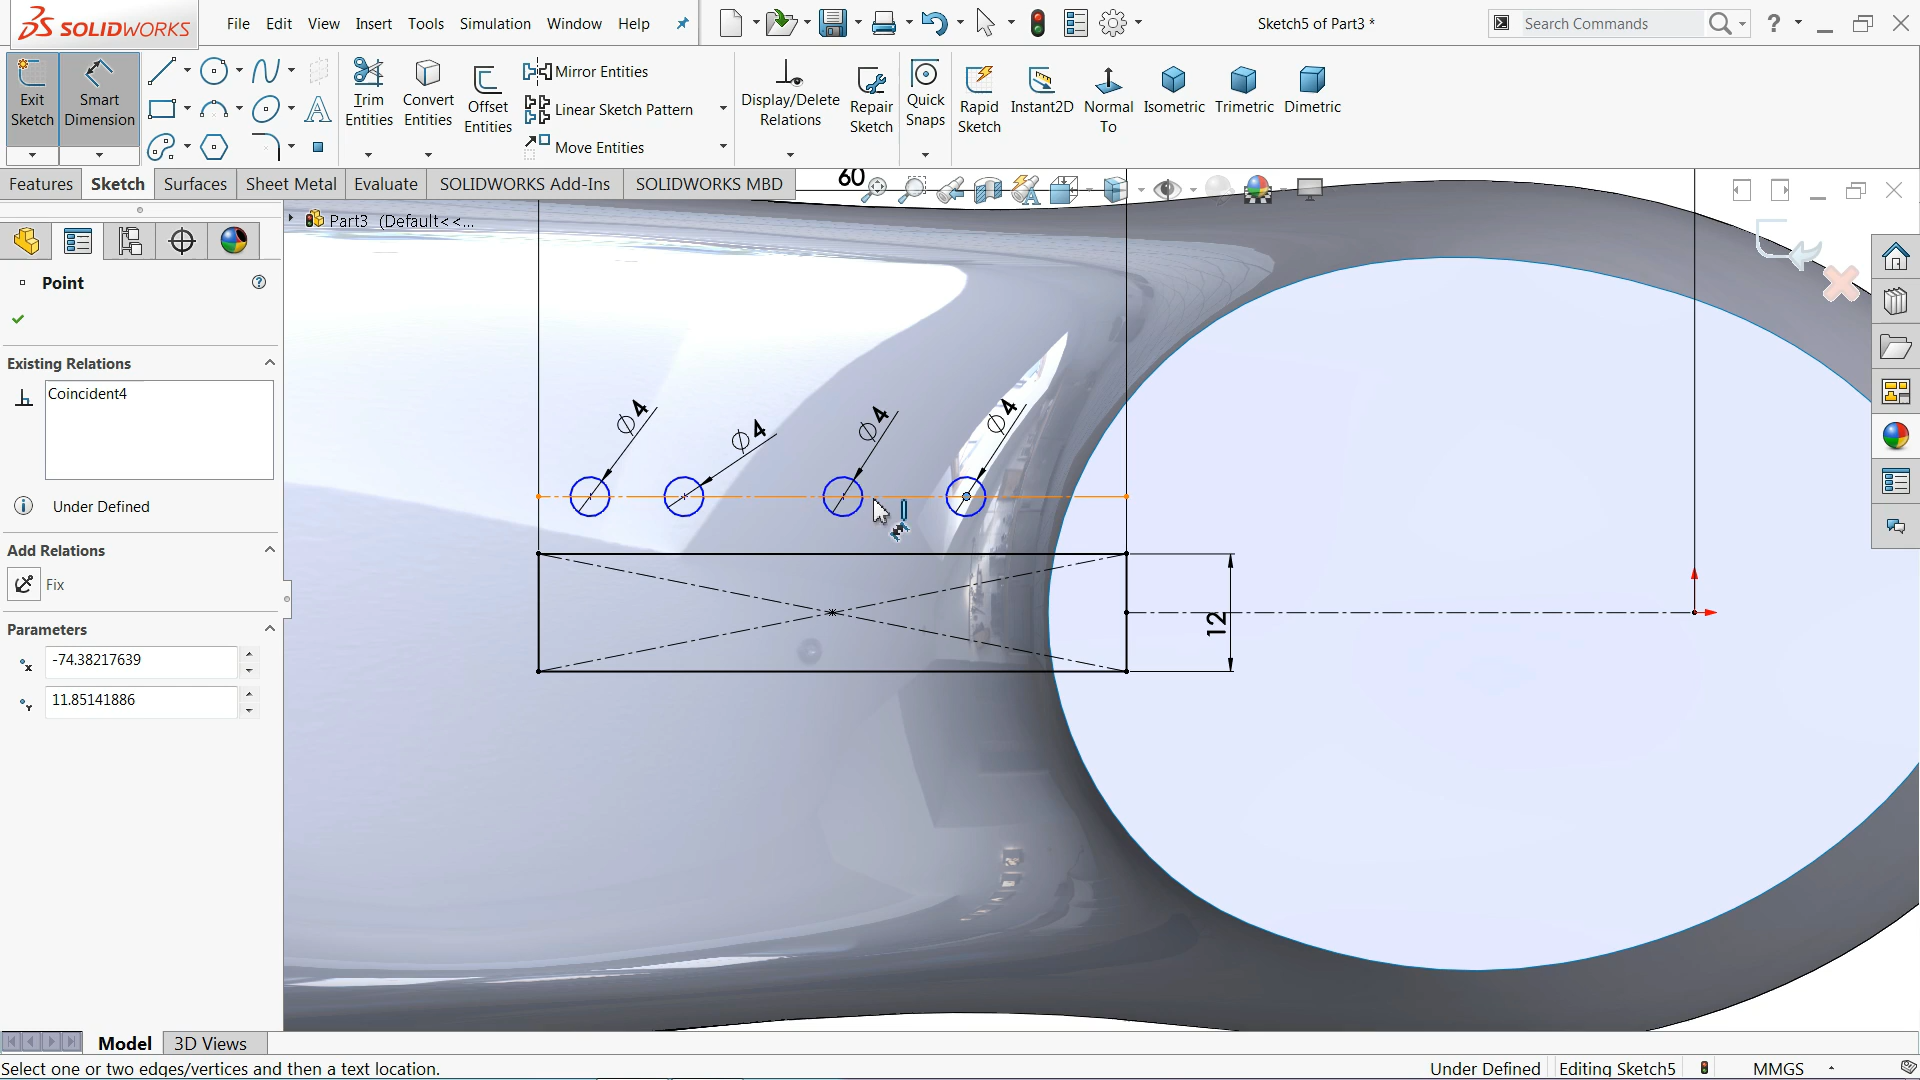 SOLIDWORKS
File Edit View Insert Tools Simulation Window Help
Sketch5 of Part3 *
Search Commands
?
Exit Sketch
Smart Dimension
Trim Entities
Convert Entities
Offset Entities
Mirror Entities
Linear Sketch Pattern
Move Entities
Display/Delete Relations
Repair Sketch
Quick Snaps
Rapid Sketch
Instant2D
Normal To
Isometric
Trimetric
Dimetric
Features Sketch Surfaces Sheet Metal Evaluate SOLIDWORKS Add-Ins SOLIDWORKS MBD
60
Part3 (Default<<...
Point
Existing Relations
Coincident4
Under Defined
Add Relations
Fix
Parameters
-74.38217639
11.85141886
∅4
∅4
∅4
∅4
12
Model 3D Views
Select one or two edges/vertices and then a text location.
Under Defined Editing Sketch5 MMGS